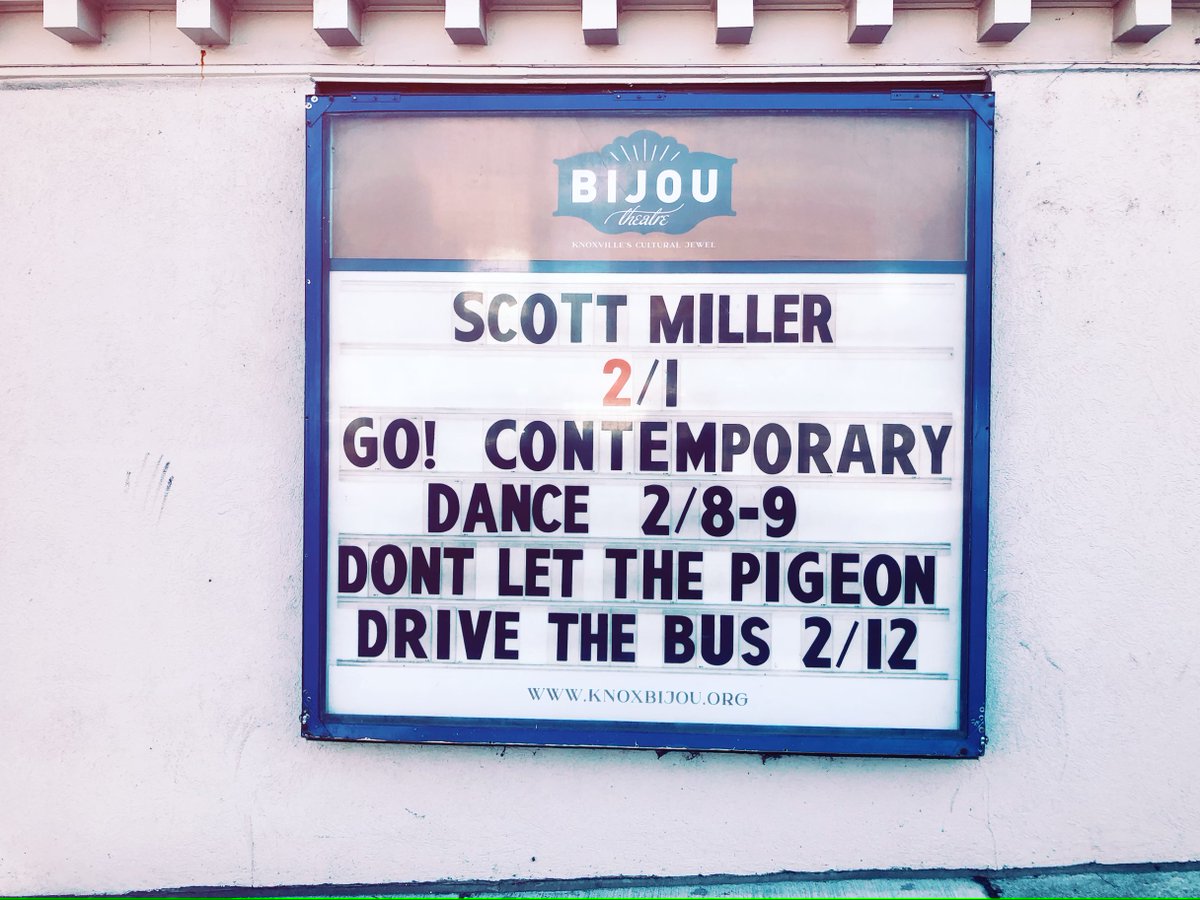 BIJOU
theatre
KNOXVILLE'S CULTURAL JEWEL
SCOTT MILLER
2/1
GO! CONTEMPORARY
DANCE 2/8-9
DONT LET THE PIGEON
DRIVE THE BUS 2/12
WWW.KNOXBIJOU.ORG